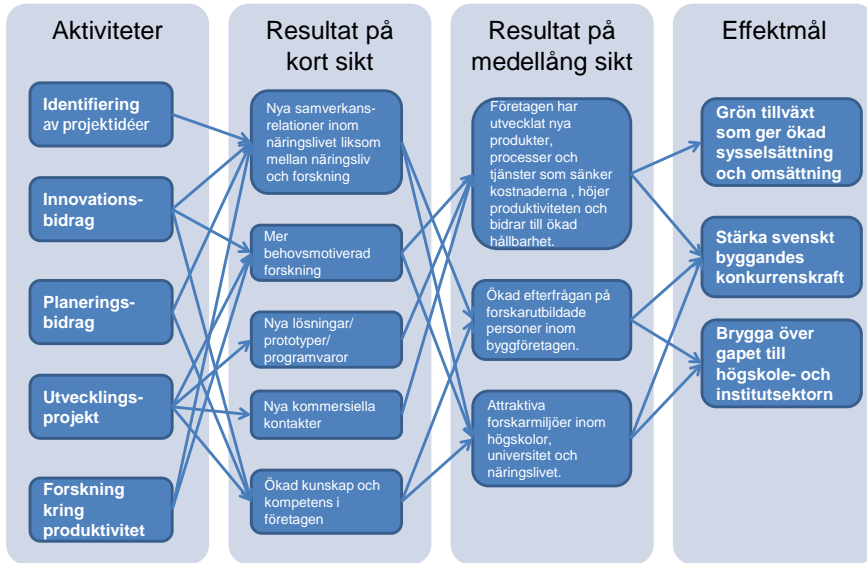 Aktiviteter
Identifiering
av projektidéer
Innovations-
bidrag
Planerings-
bidrag
Utvecklings-
projekt
Forskning
kring
produktivitet
Resultat på
kort sikt
Nya samverkans-
relationer inom
näringslivet liksom
mellan näringsliv
och forskning
Mer
behovsmotiverad
forskning
Nya lösningar/
prototyper/
programvaror
Nya kommersiella
kontakter
Ökad kunskap och
kompetens i
företagen
Resultat på
medellång sikt
Företagen har
utvecklat nya
produkter,
processer och
tjänster som sänker
kostnaderna , höjer
produktiviteten och
bidrar till ökad
hållbarhet.
Ökad efterfrågan på
forskarutbildade
personer inom
byggföretagen.
Attraktiva
forskarmiljöer inom
högskolor,
universitet och
näringslivet.
Effektmål
Grön tillväxt
som ger ökad
sysselsättning
och omsättning
Stärka svenskt
byggandes
konkurrenskraft
Brygga över
gapet till
högskole- och
institutsektorn